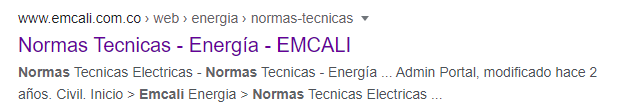 www.emcali.com.co › web › energia › normas-tecnicas
Normas Tecnicas - Energía - EMCALI
Normas Tecnicas Electricas - Normas Tecnicas - Energía ... Admin Portal, modificado hace 2
años. Civil. Inicio > Emcali Energia > Normas Tecnicas Electricas ...